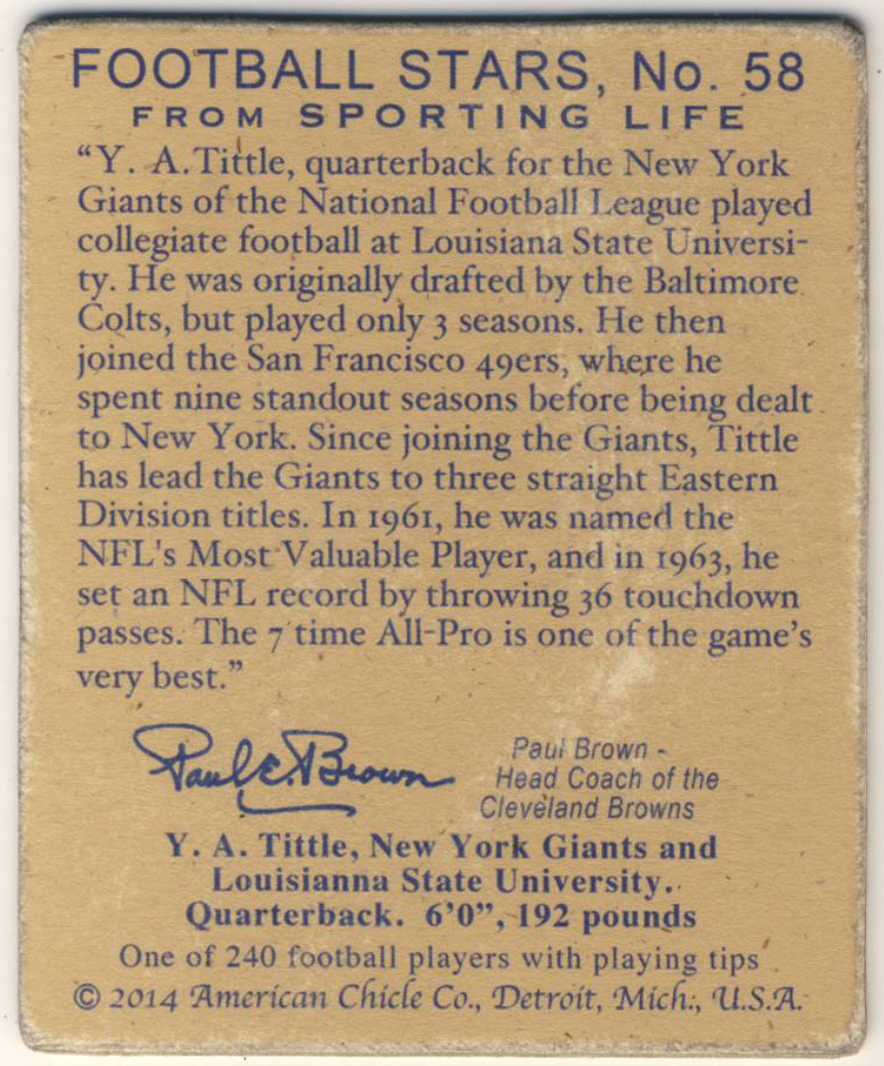 FOOTBALL STARS, No. 58
FROM SPORTING LIFE
“Y. A. Tittle, quarterback for the New York
Giants of the National Football League played
collegiate football at Louisiana State Universi-
ty. He was originally drafted by the Baltimore
Colts, but played only 3 seasons. He then
joined the San Francisco 49ers, where he
spent nine standout seasons before being dealt
to New York. Since joining the Giants, Tittle
has lead the Giants to three straight Eastern
Division titles. In 1961, he was named the
NFL's Most Valuable Player, and in 1963, he
set an NFL record by throwing 36 touchdown
passes. The 7 time All-Pro is one of the game’s
very best.”
Paul E. Brown
Paul Brown -
Head Coach of the
Cleveland Browns
Y. A. Tittle, New York Giants and
Louisianna State University.
Quarterback. 6’0”, 192 pounds
One of 240 football players with playing tips
© 2014 American Chicle Co., Detroit, Mich., U.S.A.